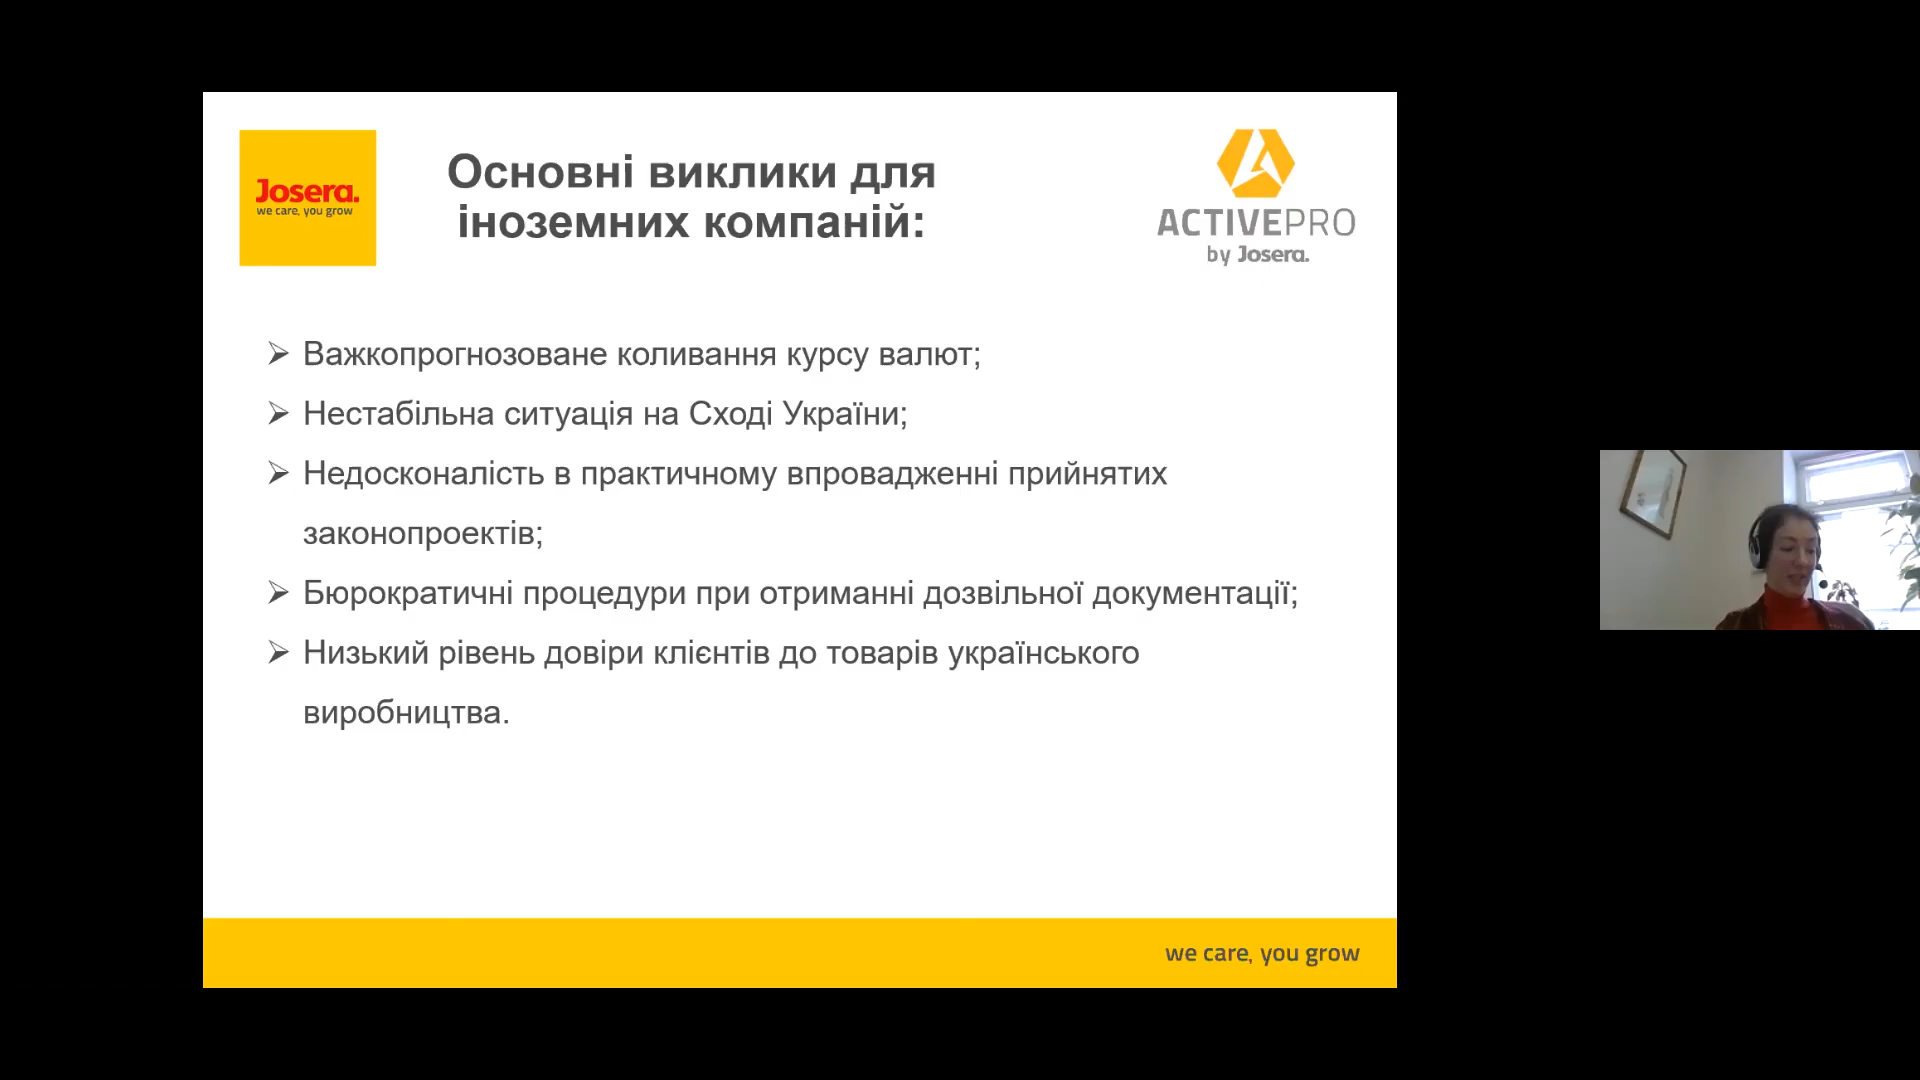 Josera.
we care, you grow
Основні виклики для
іноземних компаній:
ACTIVEPRO
by Josera.
Важкопрогнозоване коливання курсу валют;
Нестабільна ситуація на Сході України;
Недосконалість в практичному впровадженні прийнятих
законопроектів;
Бюрократичні процедури при отриманні дозвільної документації;
Низький рівень довіри клієнтів до товарів українського
виробництва.
we care, you grow